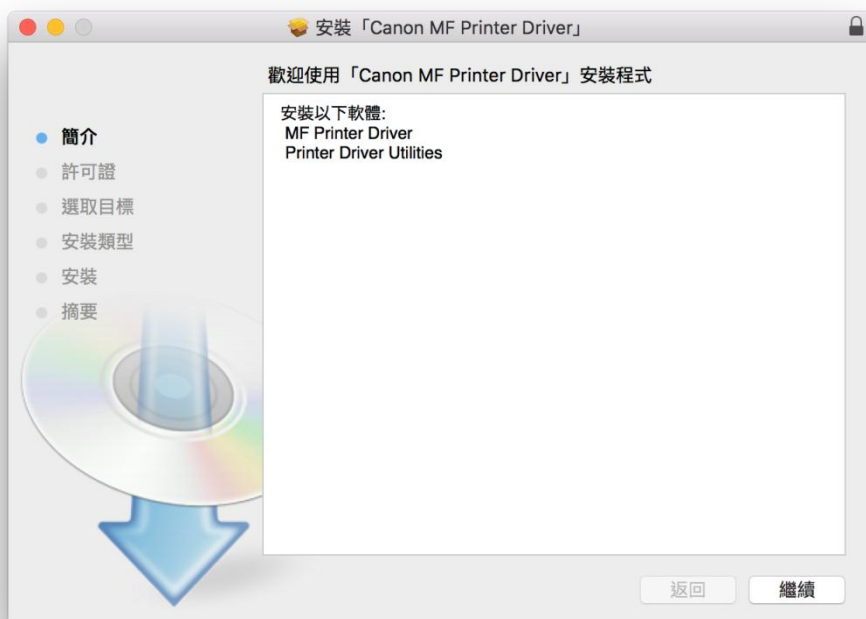 安裝「Canon MF Printer Driver」
歡迎使用「Canon MF Printer Driver」安裝程式
簡介
許可證
選取目標
安裝類型
安裝
摘要
安裝以下軟體:
MF Printer Driver
Printer Driver Utilities
返回
繼續